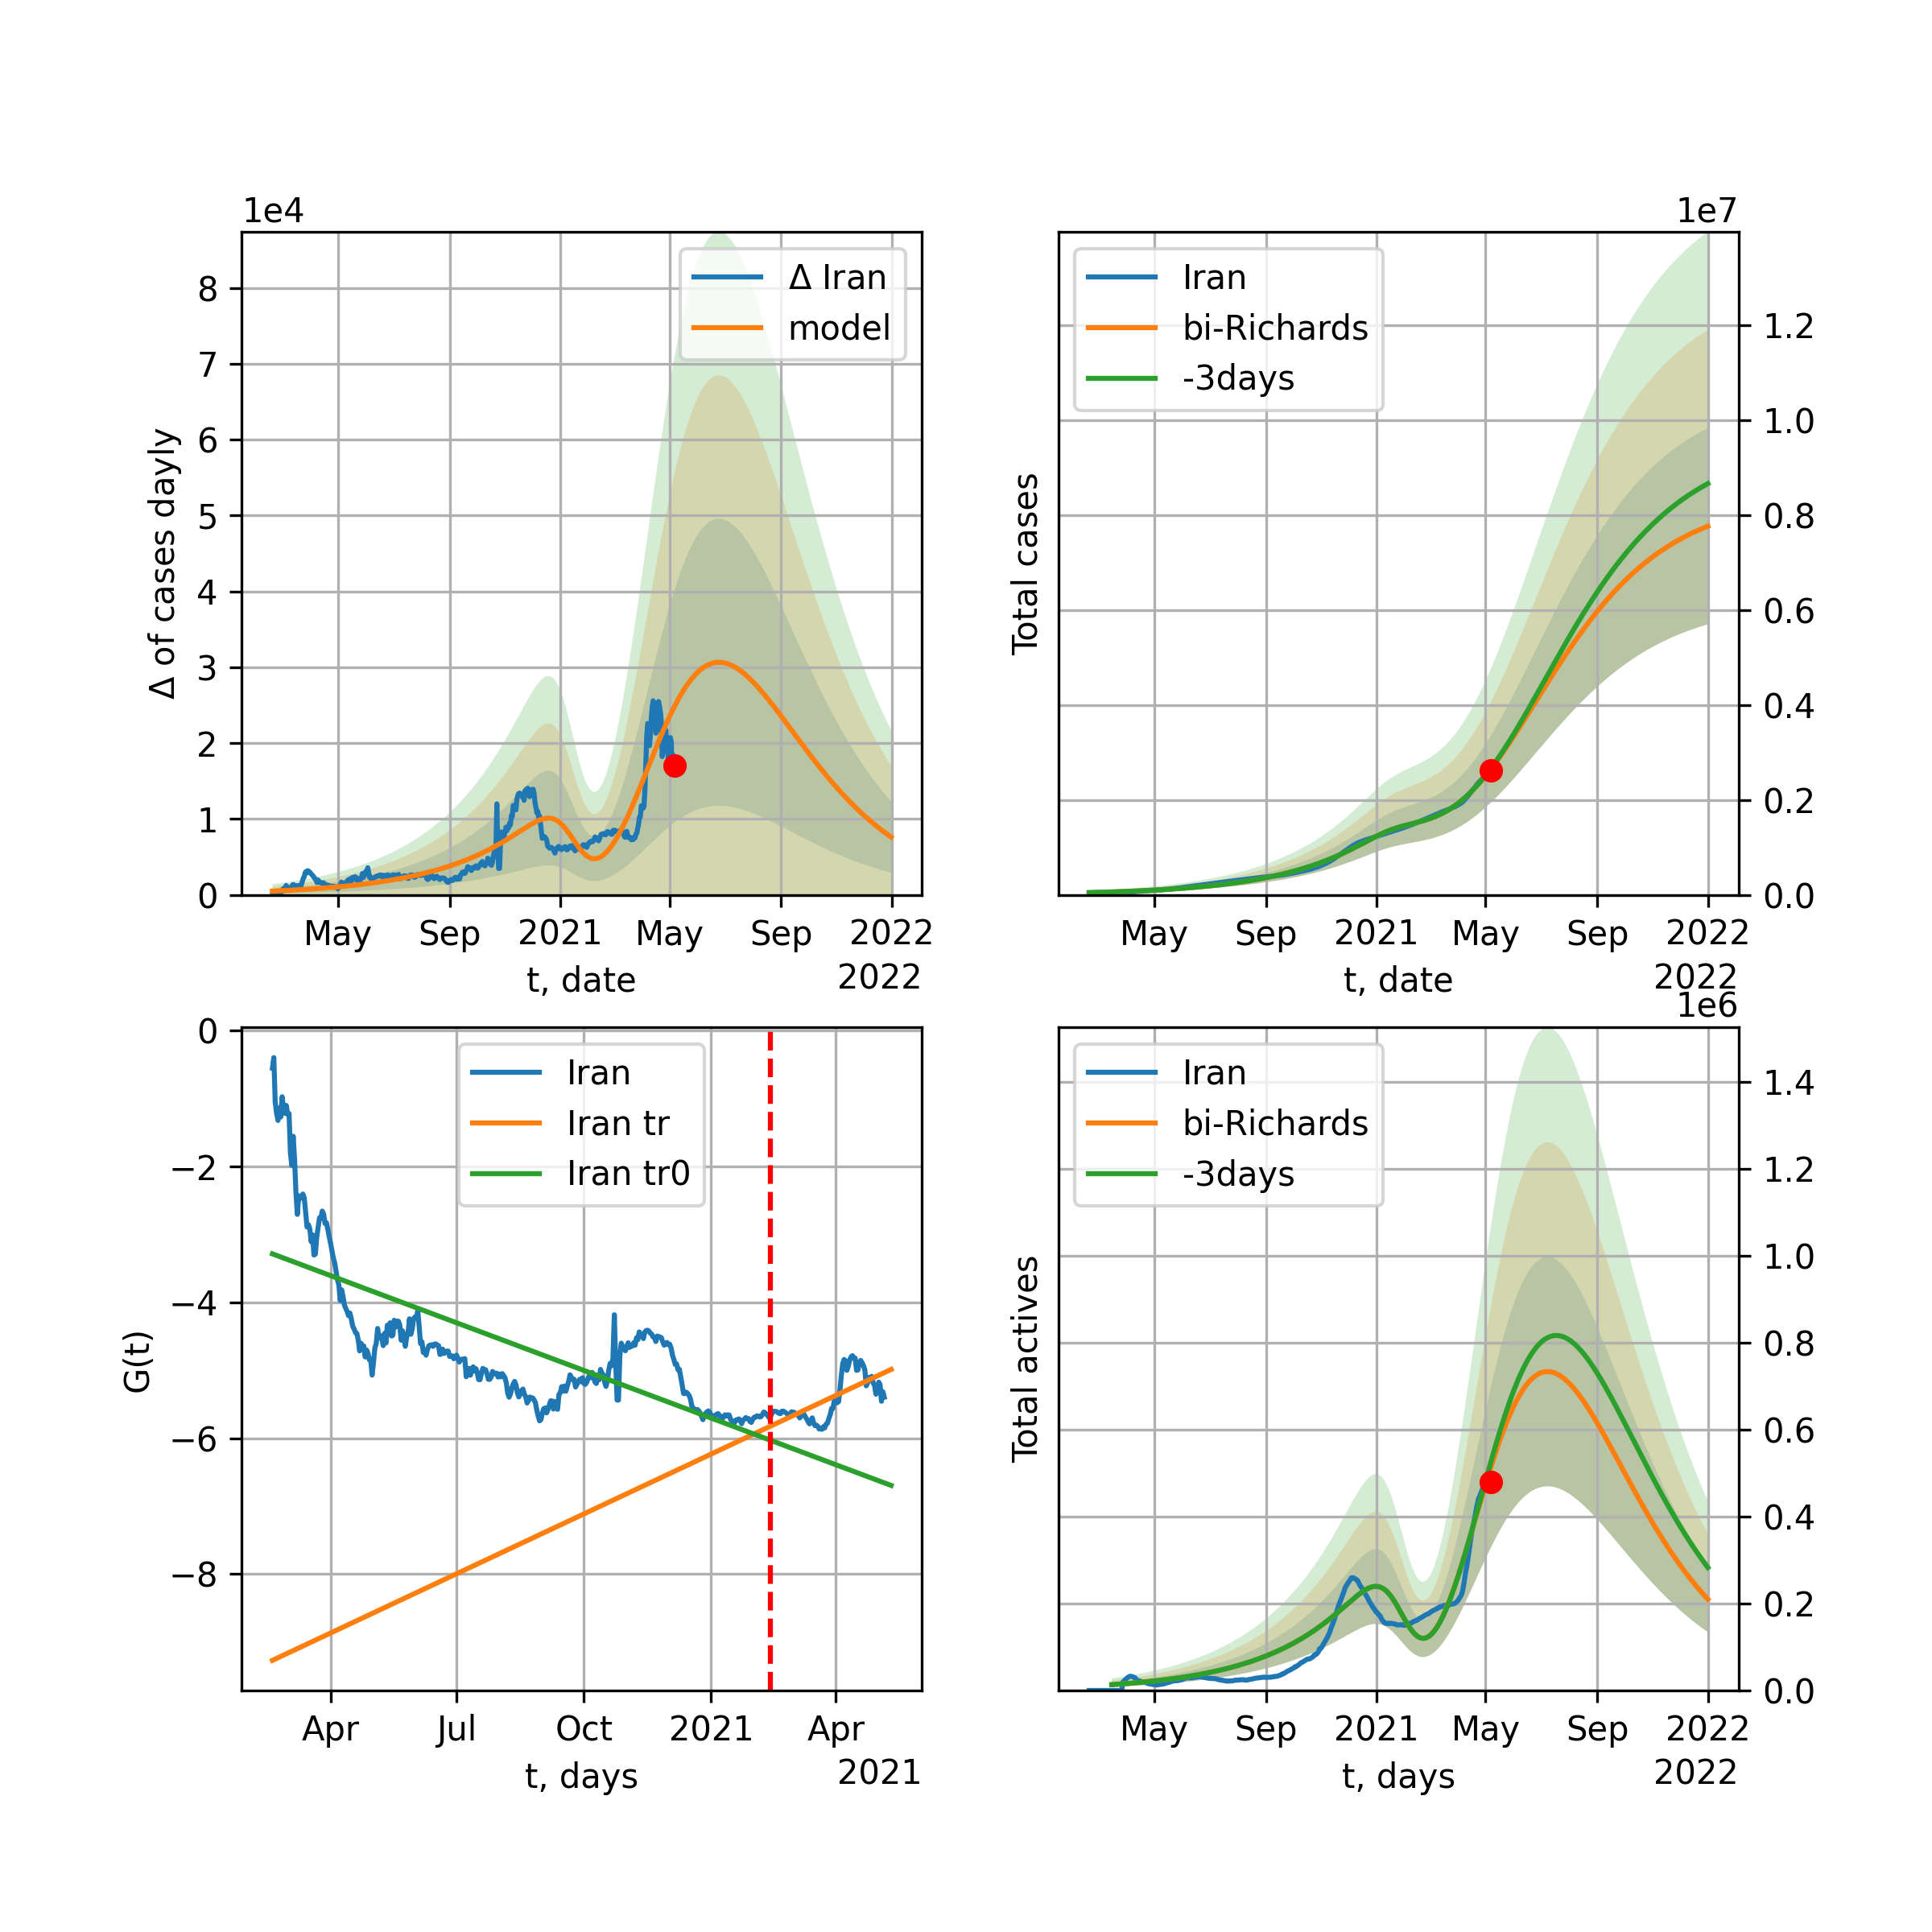 1e4
Δ Iran
model
8
7
6
5
4
3
2
1
0
Δ of cases dayly
May Sep 2021 May Sep 2022
t, date
2022
1e7
Iran
bi-Richards
-3days
Total cases
1.2
1.0
0.8
0.6
0.4
0.2
0.0
May Sep 2021 May Sep 2022
t, date
2022
0
−2
−4
−6
−8
G(t)
Iran
Iran tr
Iran tr0
Apr Jul Oct 2021 Apr
t, days
2021
1e6
Iran
bi-Richards
-3days
Total actives
1.4
1.2
1.0
0.8
0.6
0.4
0.2
0.0
May Sep 2021 May Sep 2022
t, days
2022